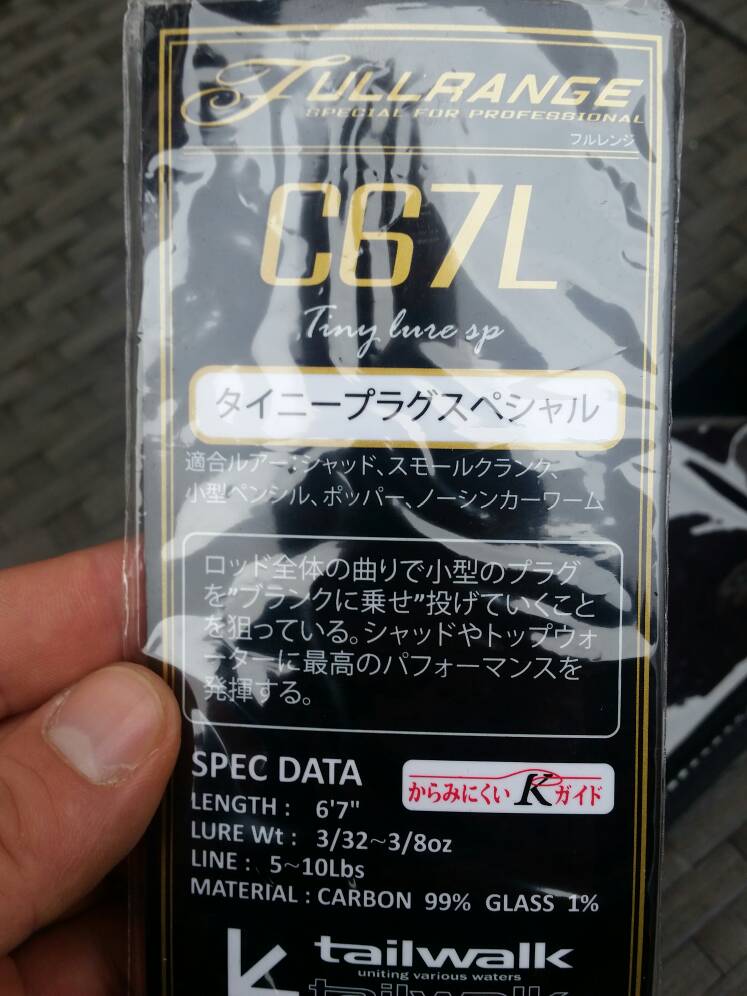 FULLRANGE
SPECIAL FOR PROFESSIONAL
フルレンジ
C67L
Tiny lure sp
タイニープラグスペシャル
適合ルアー:シャッド、スモールクランク、
小型ペンシル、ポッパー、ノーシンカーワーム
ロッド全体の曲りで小型のプラグ
を"ブランクに乗せ"投げていくこと
を狙っている。シャッドやトップウォ
ーターに最高のパフォーマンスを
発揮する。
SPEC DATA
からみにくい Kガイド
LENGTH : 6'7"
LURE Wt : 3/32~3/8oz
LINE : 5~10Lbs
MATERIAL : CARBON 99% GLASS 1%
tailwalk
uniting various waters
tailwalk